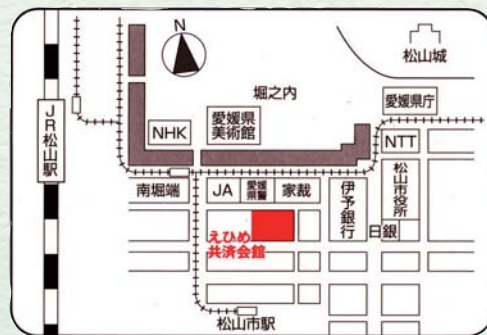 N
松山城
堀之内
愛媛県庁
JR松山駅
NHK
愛媛県
美術館
NTT
南堀端
JA
愛媛
県警
家裁
伊予銀行
松山市役所
日銀
えひめ
共済会館
松山市駅